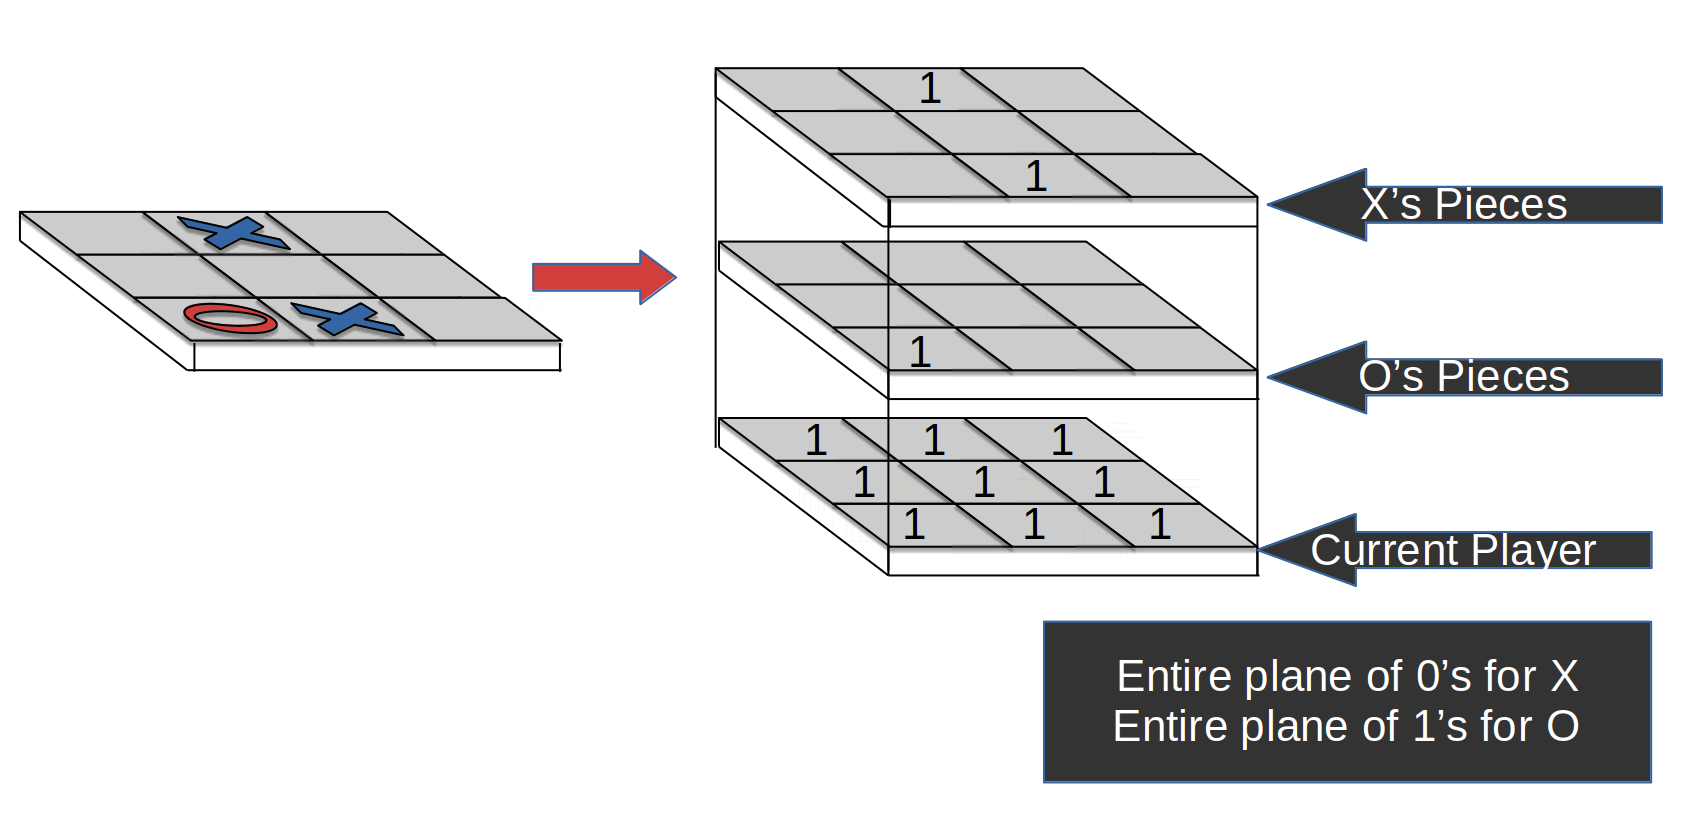 1
1
X's Pieces
1
O's Pieces
1 1 1
1 1 1
1 1 1
Current Player
Entire plane of 0’s for X
Entire plane of 1’s for O